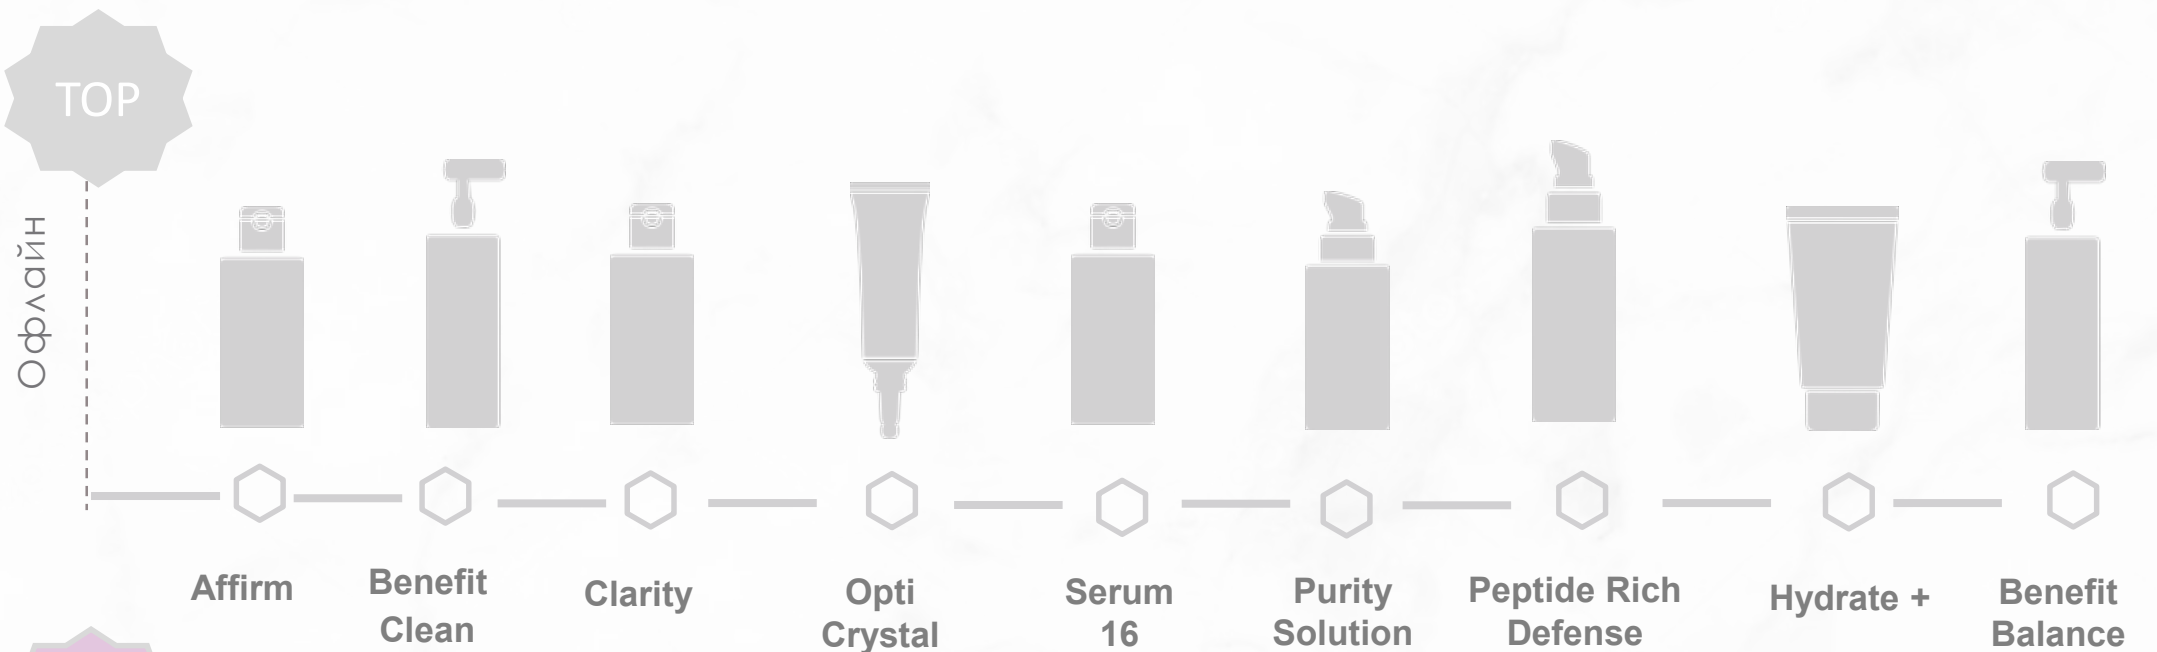 TOP
Офлайн
Affirm
Benefit
Clean
Clarity
Opti
Crystal
Serum
16
Purity
Solution
Peptide Rich
Defense
Hydrate +
Benefit
Balance